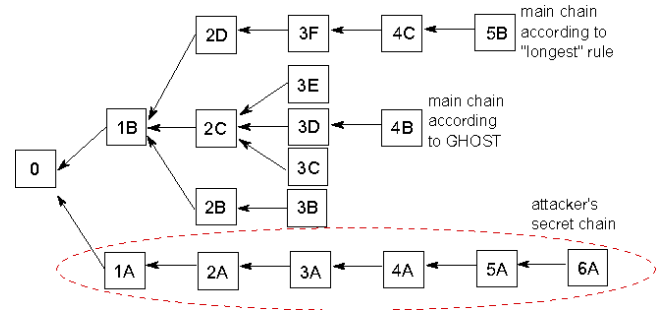 2D
3F
4C
5B
main chain
according to
"longest" rule
3E
1B
2C
3D
4B
main chain
according
to GHOST
0
3C
2B
3B
attacker's
secret chain
1A
2A
3A
4A
5A
6A